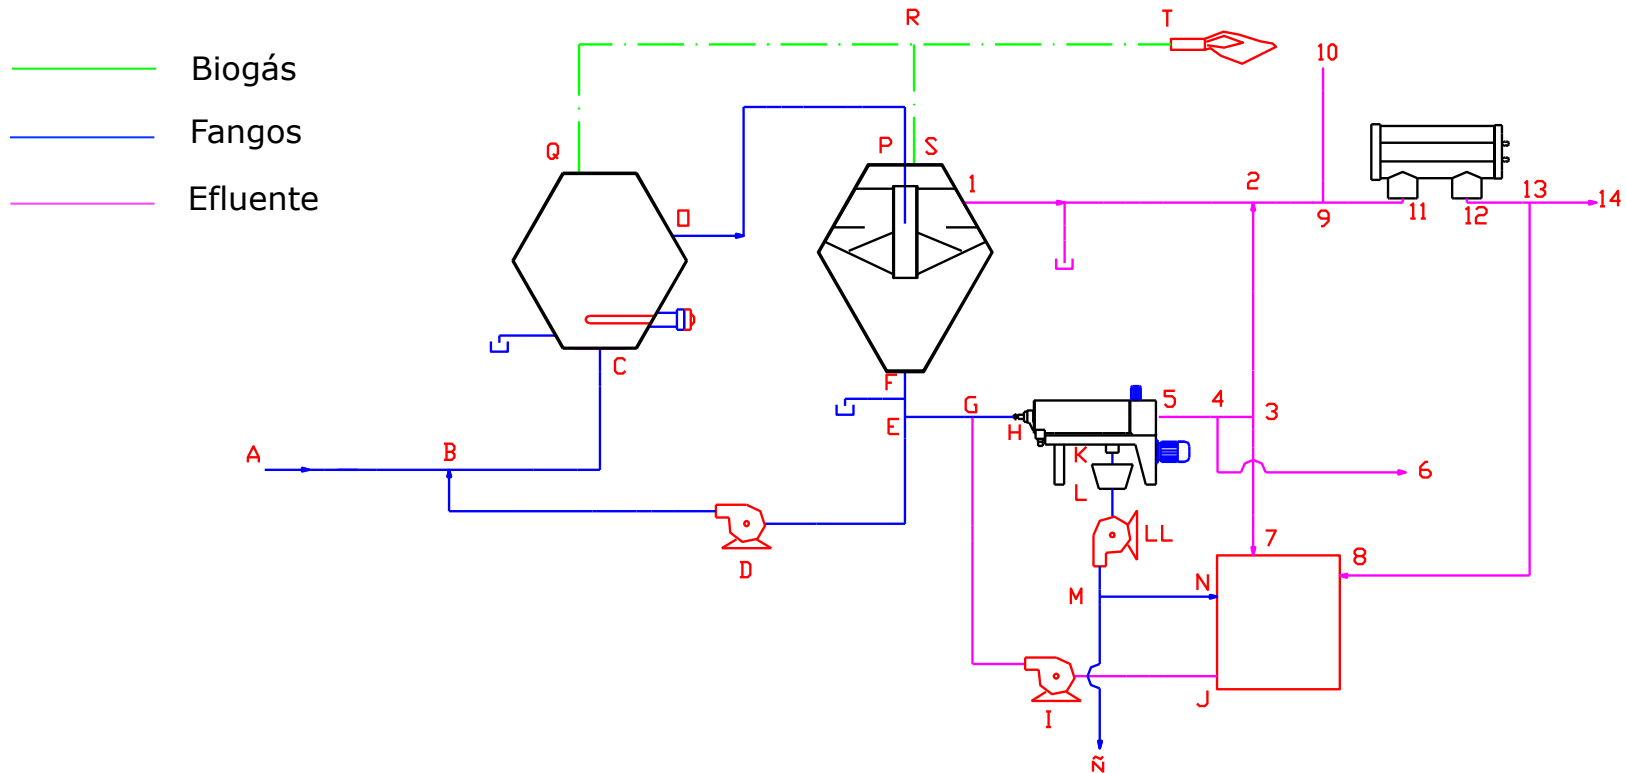 R
T
10
Biogás
Fangos
Efluente
Q
P
S
1
2
9
11
12
13
14
O
C
F
G
E
H
5
4
3
K
L
6
A
B
D
LL
7
8
M
N
I
J
Ñ